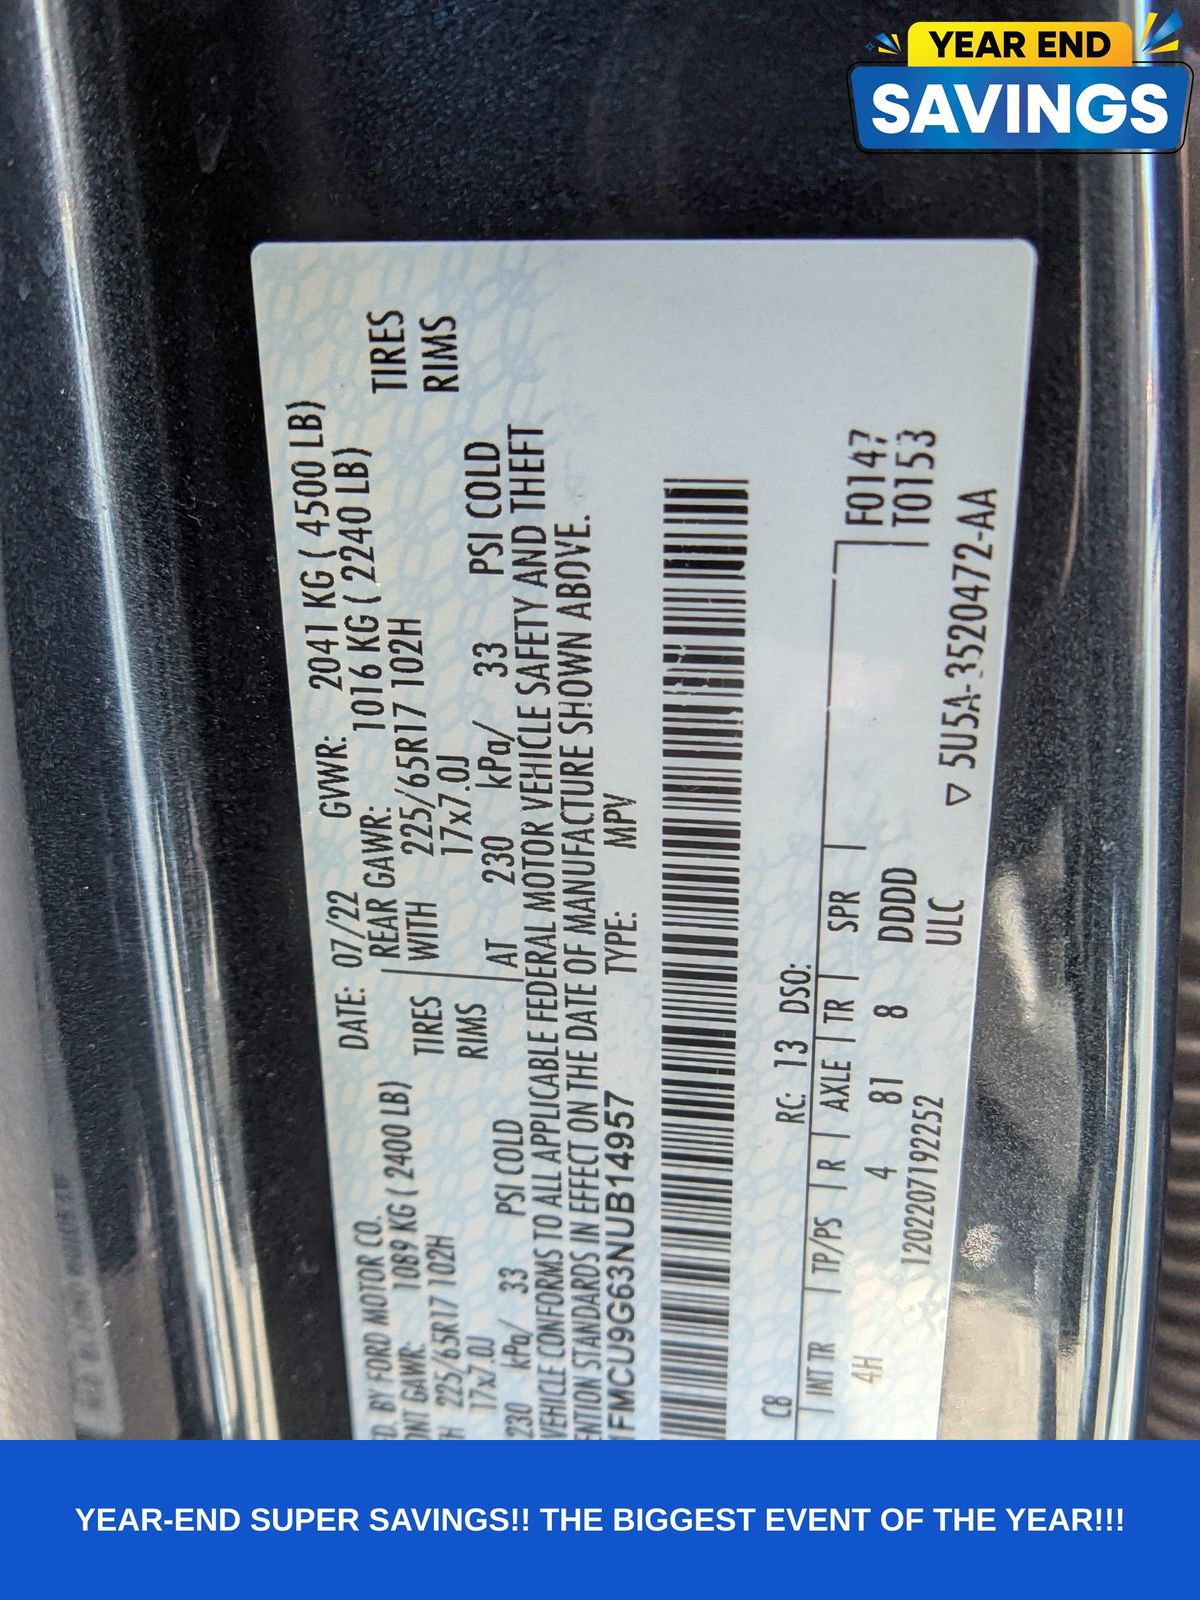 YEAR END
SAVINGS
ED. BY FORD MOTOR CO.
DATE: 07/22 GVWR: 2041 KG ( 4500 LB)
ONT GAWR: 1089 KG ( 2400 LB)
REAR GAWR: 1016 KG ( 2240 LB)
TH 225/65R17 102H TIRES
WITH 225/65R17 102H TIRES
17x7.0J RIMS
17x7.0J RIMS
230 kPa/ 33 PSI COLD
AT 230 kPa/ 33 PSI COLD
VEHICLE CONFORMS TO ALL APPLICABLE FEDERAL MOTOR VEHICLE SAFETY AND THEFT
ENTION STANDARDS IN EFFECT ON THE DATE OF MANUFACTURE SHOWN ABOVE.
1FMCU9G63NUB14957 TYPE: MPV
C8 RC: 13 DSO:
INT TR TP/PS R AXLE TR SPR
F0147
4H 4 81 8 DDDD
T0153
1202207192252 ULC
▽ 5U5A-3520472-AA
YEAR-END SUPER SAVINGS!! THE BIGGEST EVENT OF THE YEAR!!!